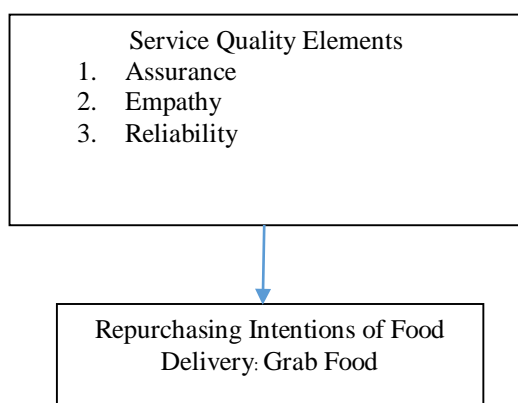 Service Quality Elements
1. Assurance
2. Empathy
3. Reliability
Repurchasing Intentions of Food
Delivery: Grab Food